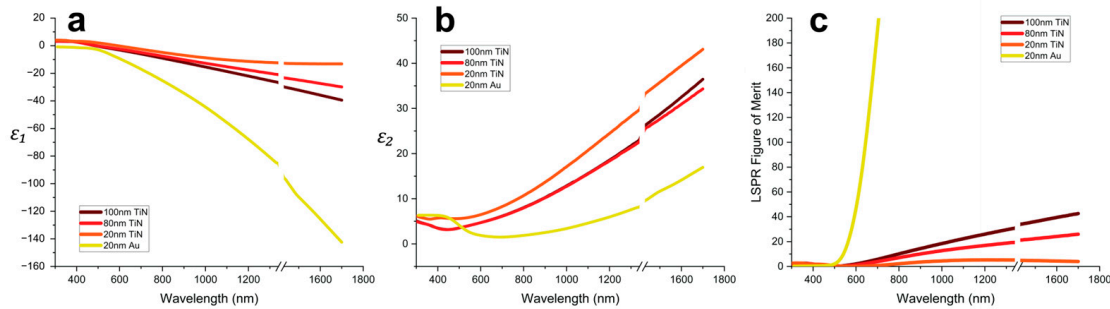 a
20
0
−20
−40
−60
−80
−100
−120
−140
−160
ε1
100nm TiN
80nm TiN
20nm TiN
20nm Au
400 600 800 1000 1200 1600 1800
Wavelength (nm)
b
50
40
30
20
10
0
ε2
100nm TiN
80nm TiN
20nm TiN
20nm Au
400 600 800 1000 1200 1600 1800
Wavelength (nm)
c
200
180
160
140
120
100
80
60
40
20
0
LSPR Figure of Merit
100nm TiN
80nm TiN
20nm TiN
20nm Au
400 600 800 1000 1200 1600 1800
Wavelength (nm)